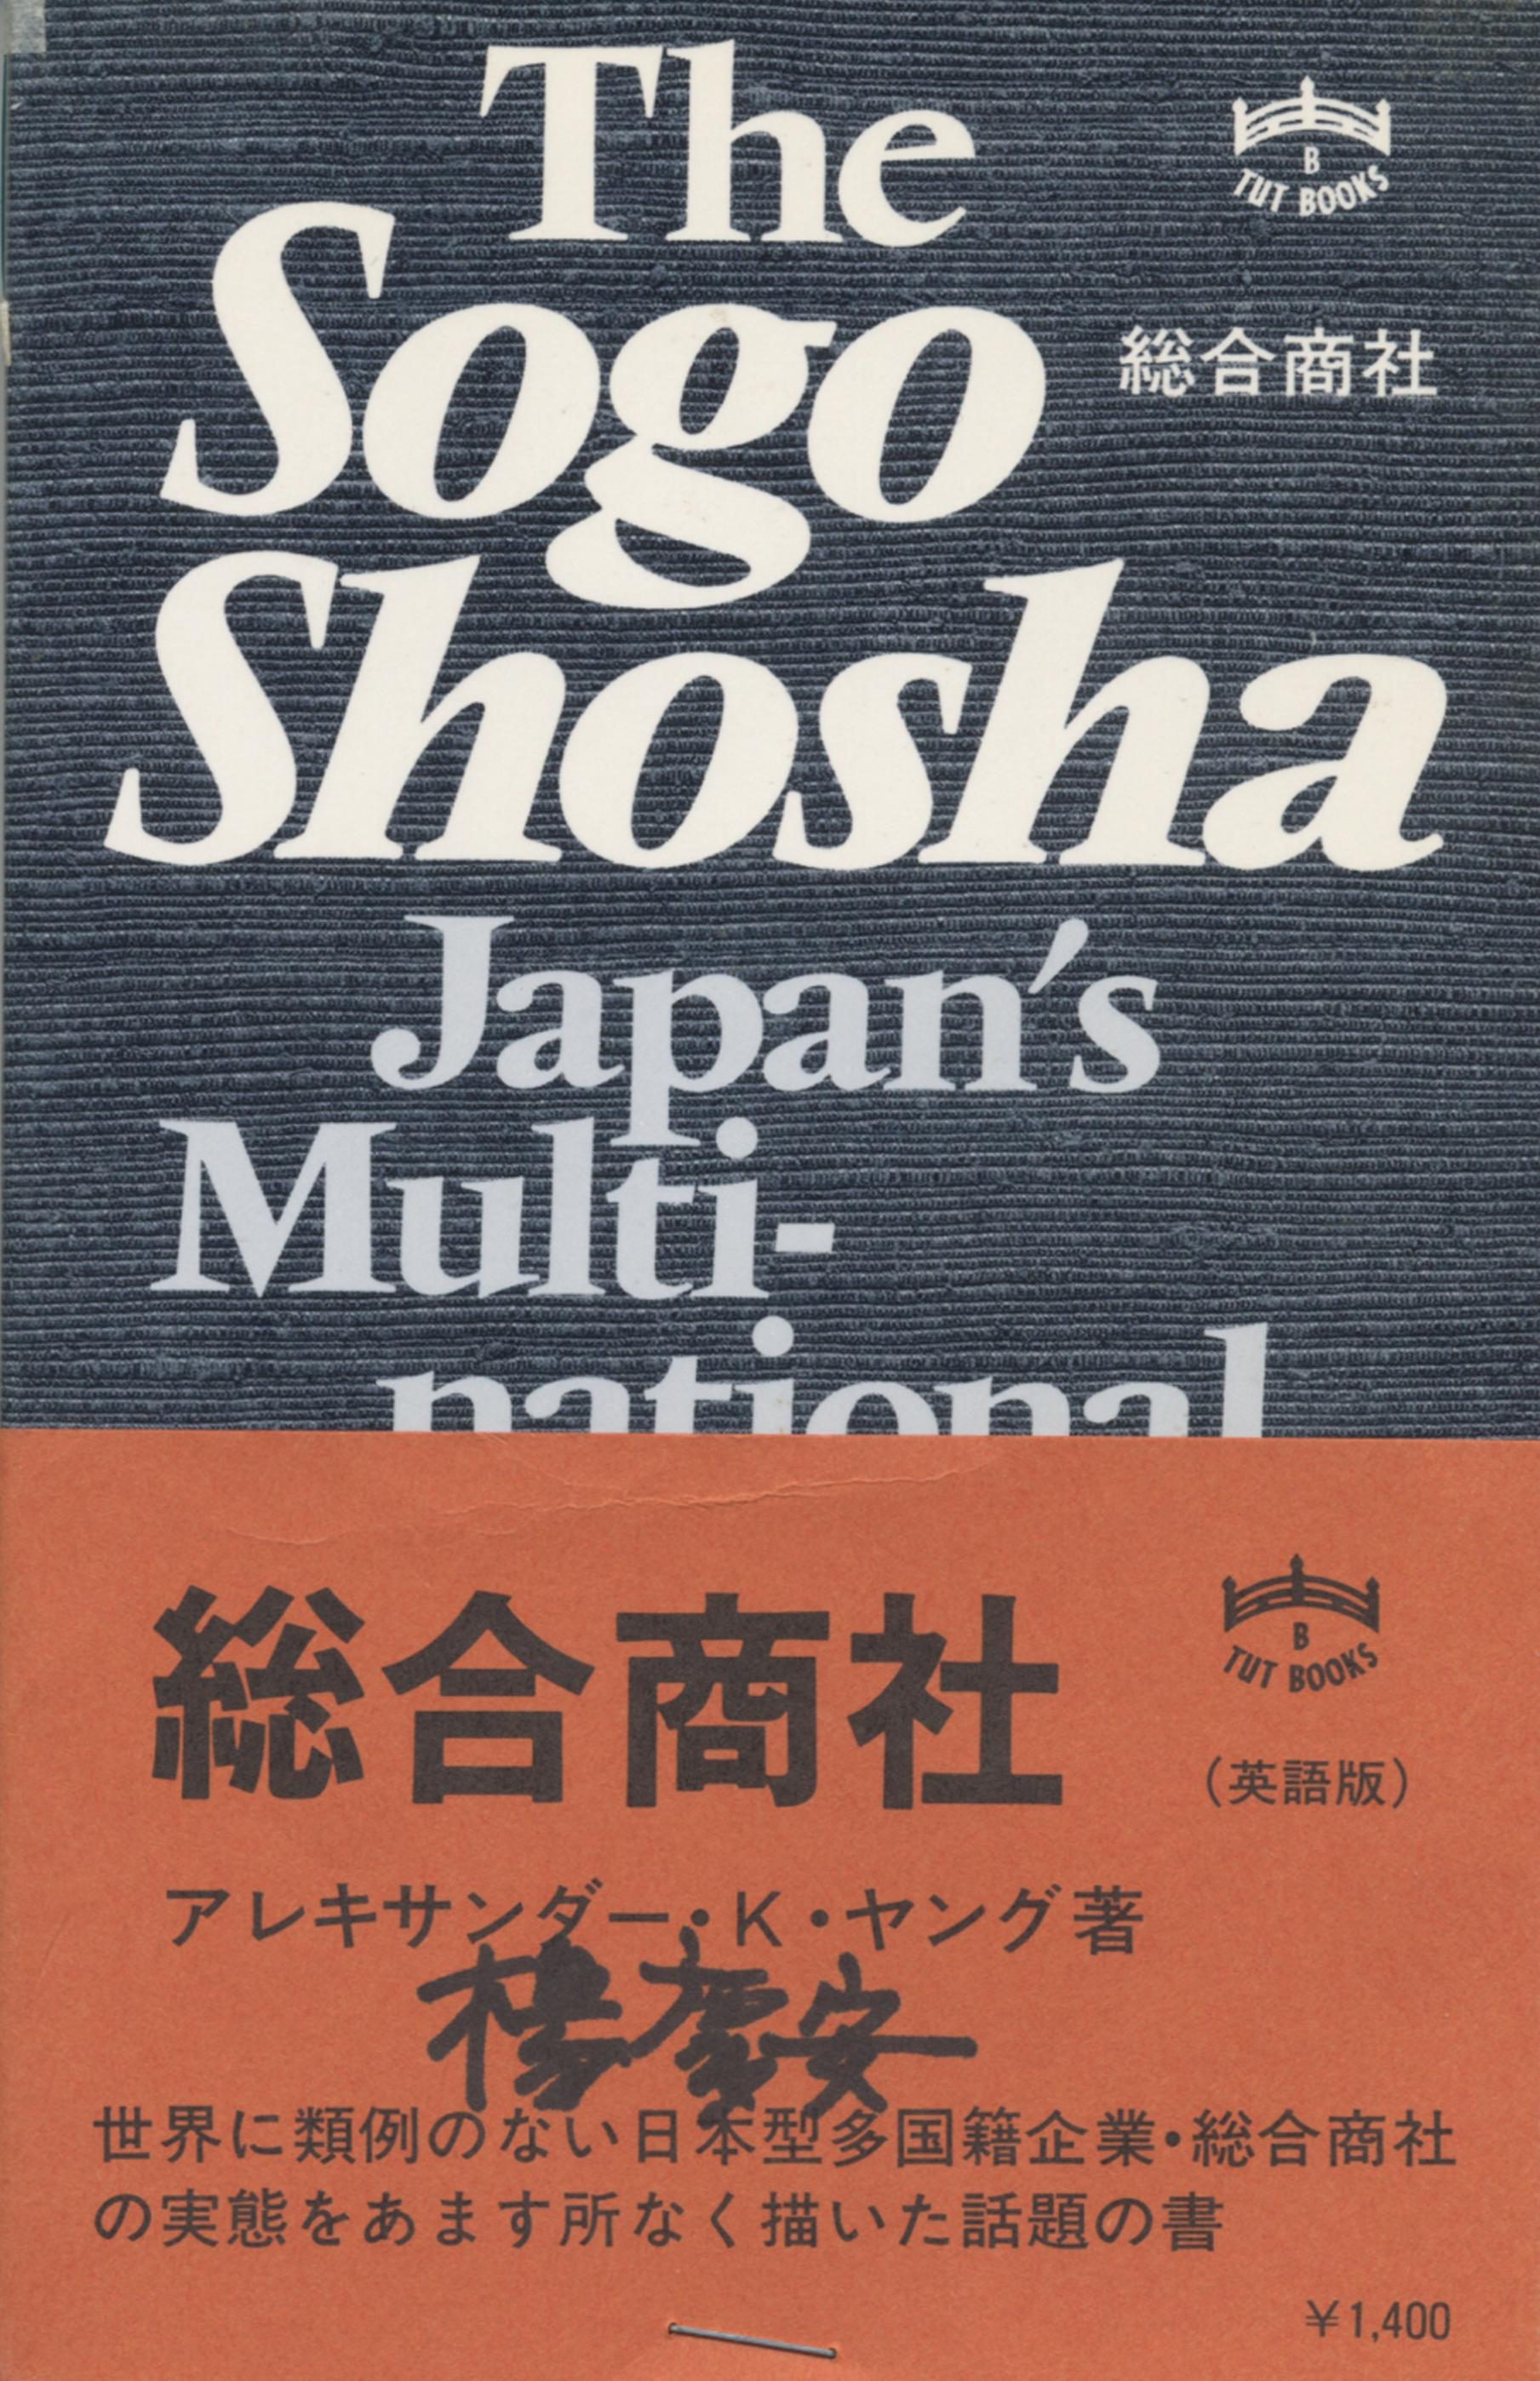 The
B
TUT BOOKS
Sogo
総合商社
Shosha
Japan's
Multi-
national
総合商社
B
TUT BOOKS
（英語版）
アレキサンダー・K・ヤング著
世界に類例のない日本型多国籍企業・総合商社
の実態をあます所なく描いた話題の書
¥1,400